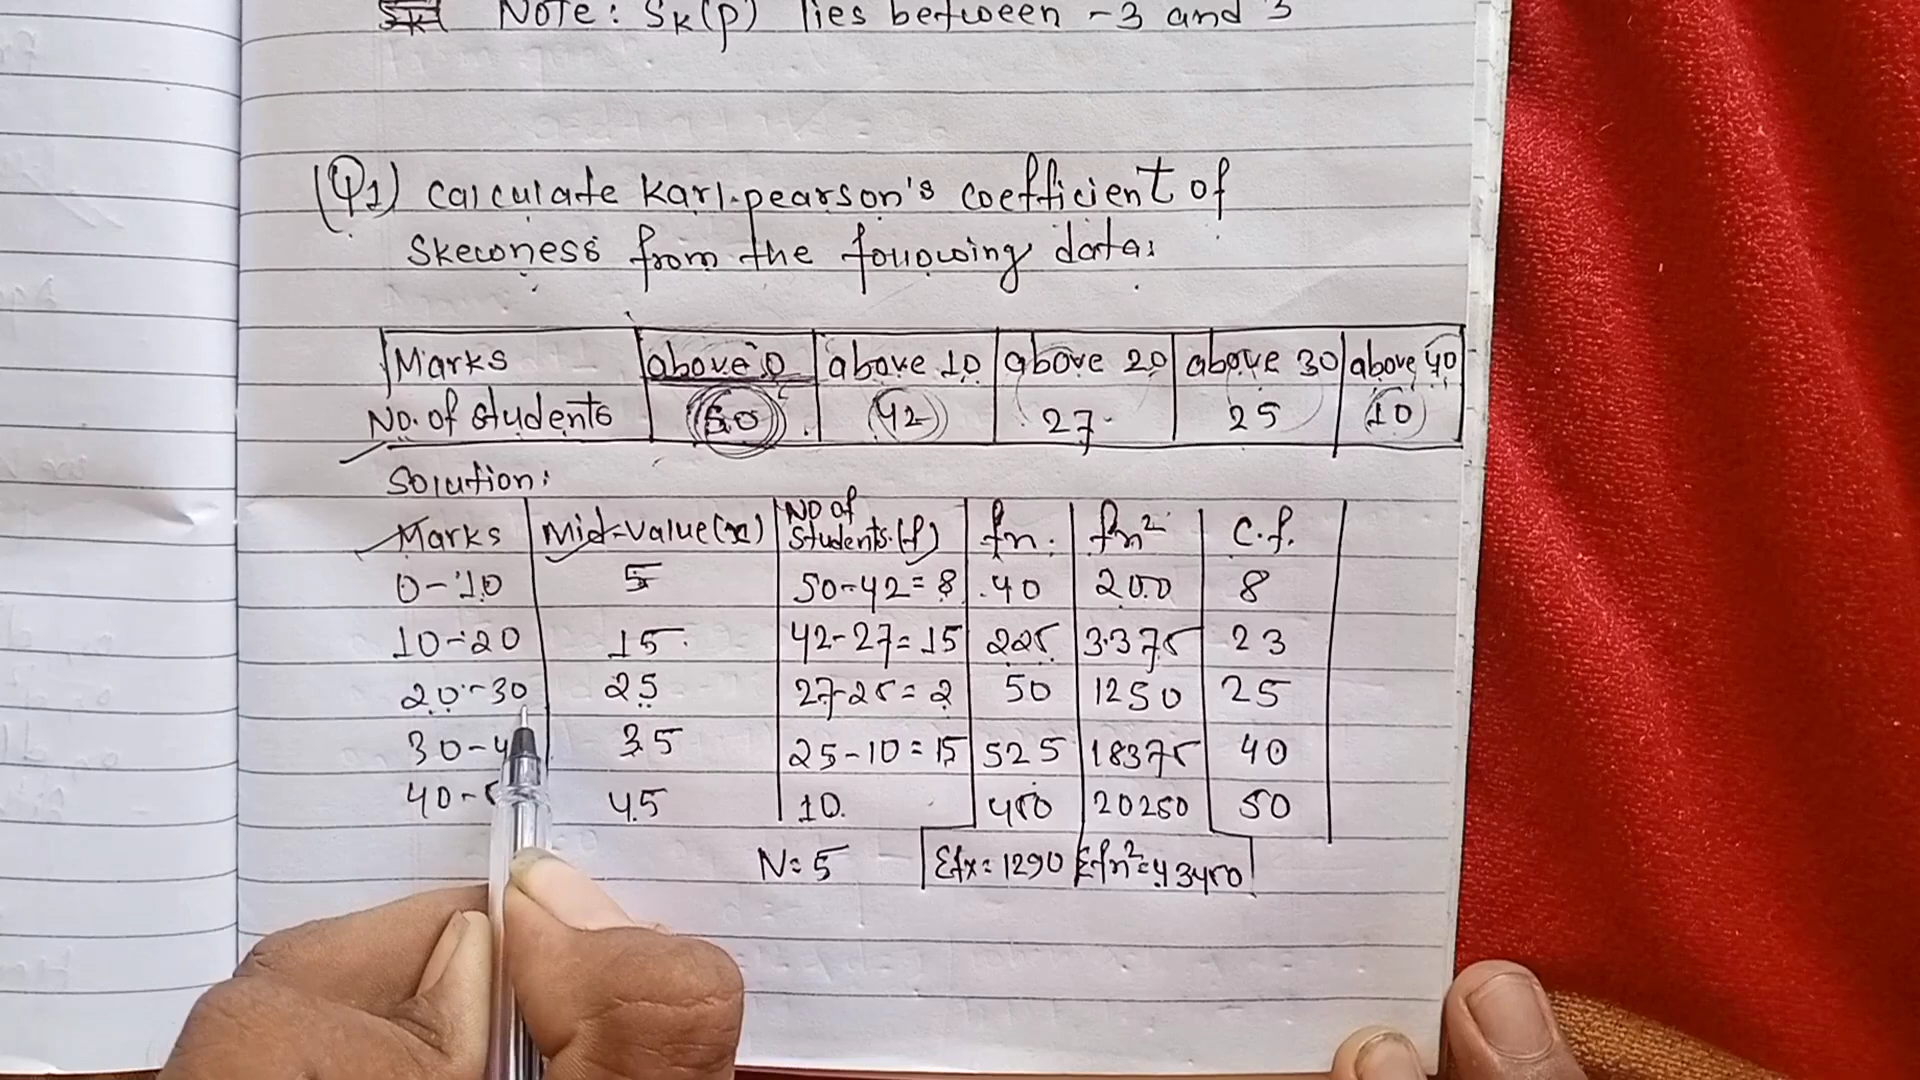 Note: Sk(p) lies between -3 and 3
(Q1) Calculate Karl-pearson's coefficient of
Skewness from the following data:
Marks above 0 above 10 above 20 above 30 above 40
No. of students 50 42 27 25 10
Solution:
Marks Mid-value(x) No of Students (f) fx fx² C.f.
0-10 5 50-42=8 40 200 8
10-20 15 42-27=15 225 3375 23
20-30 25 27-25=2 50 1250 25
30-4 35 25-10=15 525 18375 40
40- 45 10 450 20250 50
N=5 Σfx=1290 Σfx²=43450